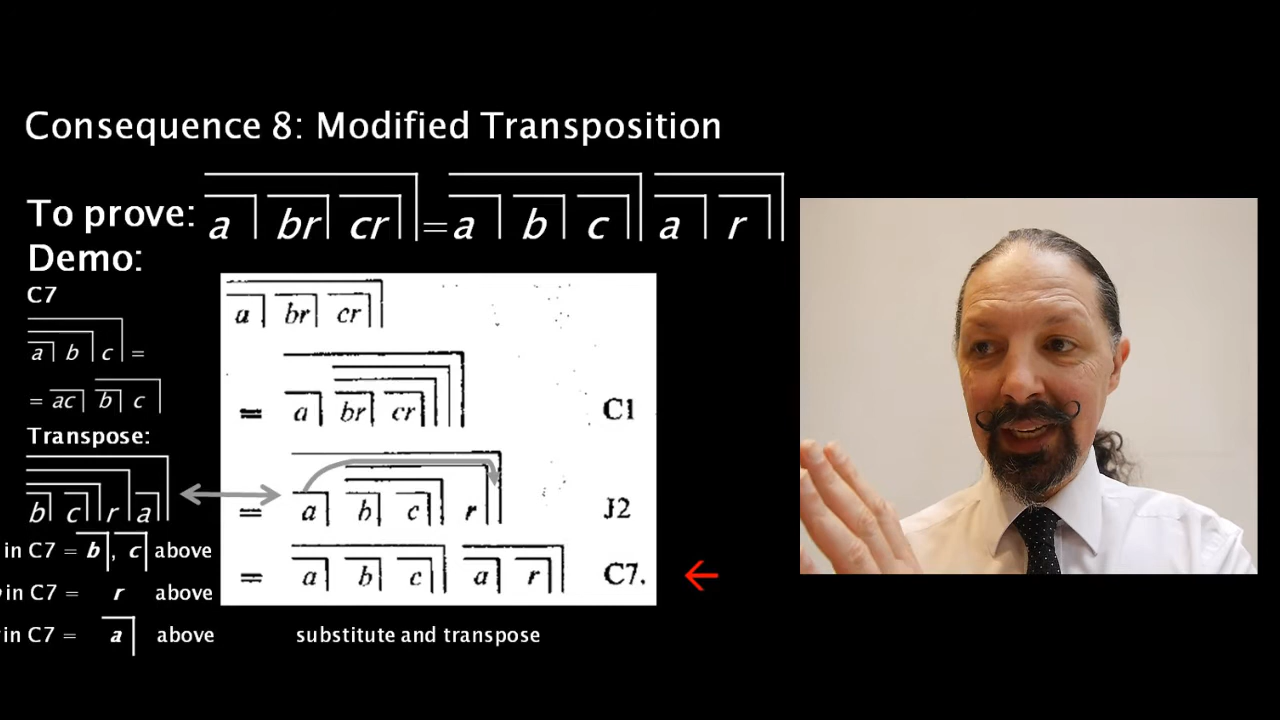 Consequence 8: Modified Transposition
To prove: a br cr = a b c a r
Demo:
C7
a b c =
= ac b c
Transpose:
b c r a
in C7 = b, c above
in C7 = r above
in C7 = a above
a br cr
= a br cr C1
= a b c r J2
= a b c a r C7.
substitute and transpose